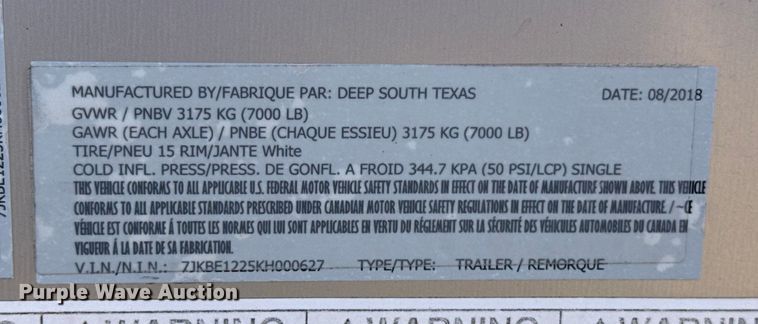 MANUFACTURED BY/FABRIQUE PAR: DEEP SOUTH TEXAS DATE: 08/2018
GVWR / PNBV 3175 KG (7000 LB)
GAWR (EACH AXLE) / PNBE (CHAQUE ESSIEU) 3175 KG (7000 LB)
TIRE/PNEU 15 RIM/JANTE White
COLD INFL. PRESS/PRESS. DE GONFL. A FROID 344.7 KPA (50 PSI/LCP) SINGLE
THIS VEHICLE CONFORMS TO ALL APPLICABLE U.S. FEDERAL MOTOR VEHICLE SAFETY STANDARDS IN EFFECT ON THE DATE OF MANUFACTURE SHOWN ABOVE. THIS VEHICLE
CONFORMS TO ALL APPLICABLE STANDARDS PRESCRIBED UNDER CANADIAN MOTOR VEHICLE SAFETY REGULATIONS IN EFFECT ON THE DATE OF MANUFACTURE. / ~CE
VÉHICLE EST CONFORME Á TOUTES LES NORMES QUI LUI SONT APPLICABLES EN VERTU DU RÈGLEMENT SUR LA SÉCURITÉ DES VÉHICULES AUTOMOBILES DU CANADA EN
VIGUEUR Á LA DATE DE SA FABRICATION.
V.I.N./N.I.N.: 7JKBE1225KH000627 TYPE/TYPE: TRAILER / REMORQUE
Purple Wave Auction
WARNING WARNING WARNING